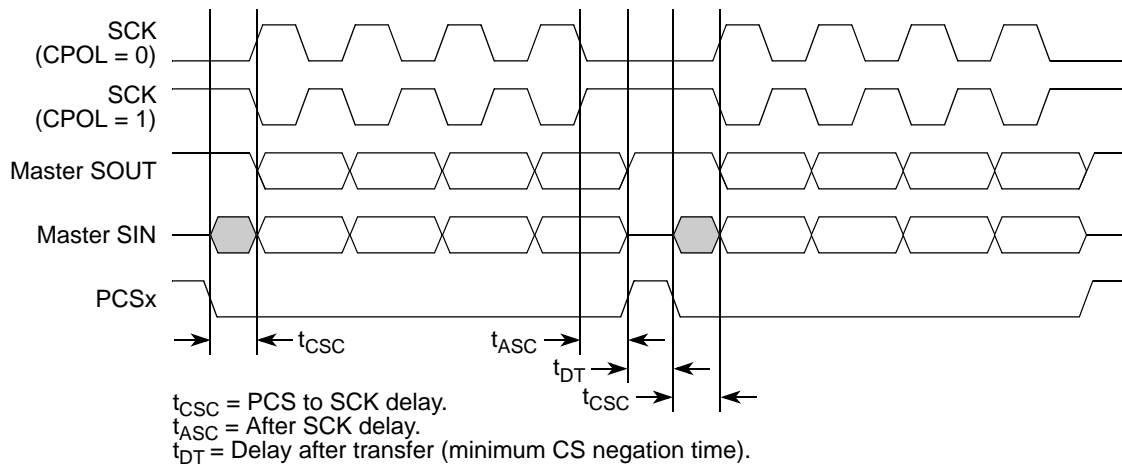 SCK
(CPOL = 0)
SCK
(CPOL = 1)
Master SOUT
Master SIN
PCSx
tCSC
tASC
tDT
tCSC
tCSC = PCS to SCK delay.
tASC = After SCK delay.
tDT = Delay after transfer (minimum CS negation time).